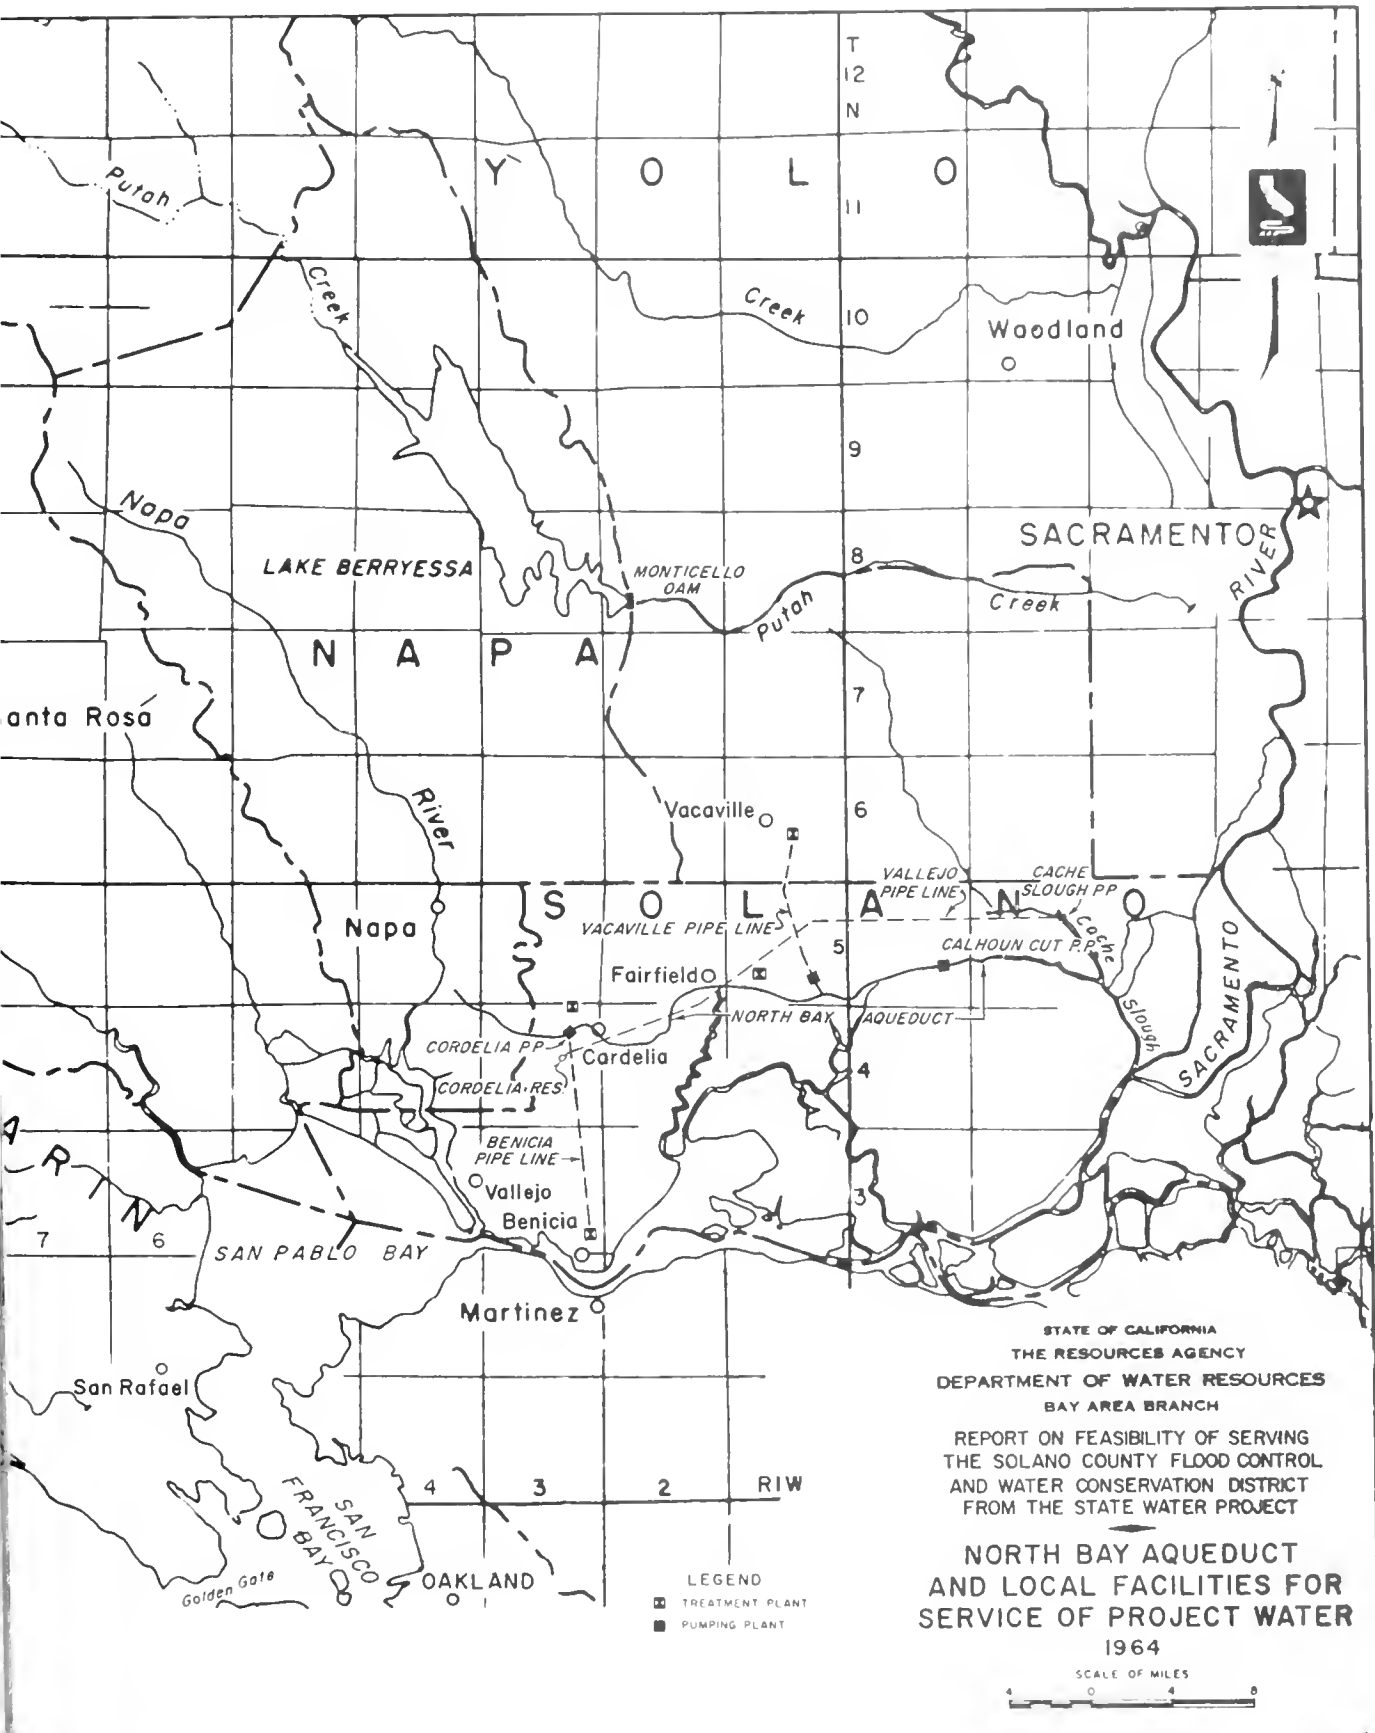 T
12
N
Y O L O
Putah
11
Creek
Creek
10
Woodland
9
Napa
SACRAMENTO
RIVER
LAKE BERRYESSA
8
MONTICELLO
DAM
Putah
Creek
N A P A
7
anta Rosa
River
Vacaville
6
VALLEJO
PIPE LINE
CACHE
SLOUGH PP
S O L A N O
Napa
VACAVILLE PIPE LINE
Cache
5
CALHOUN CUT P.P.
Fairfield
SACRAMENTO
NORTH BAY AQUEDUCT
Slough
CORDELIA P.P.
Cordelia
4
CORDELIA RES.
ARIN
BENICIA
PIPE LINE
Vallejo
3
Benicia
7
6
SAN PABLO BAY
Martinez
STATE OF CALIFORNIA
THE RESOURCES AGENCY
San Rafael
DEPARTMENT OF WATER RESOURCES
BAY AREA BRANCH
REPORT ON FEASIBILITY OF SERVING
THE SOLANO COUNTY FLOOD CONTROL
AND WATER CONSERVATION DISTRICT
FROM THE STATE WATER PROJECT
4
3
2
R1W
SAN
FRANCISCO
BAY
NORTH BAY AQUEDUCT
AND LOCAL FACILITIES FOR
SERVICE OF PROJECT WATER
1964
Golden Gate
OAKLAND
LEGEND
TREATMENT PLANT
PUMPING PLANT
SCALE OF MILES
4 0 4 8